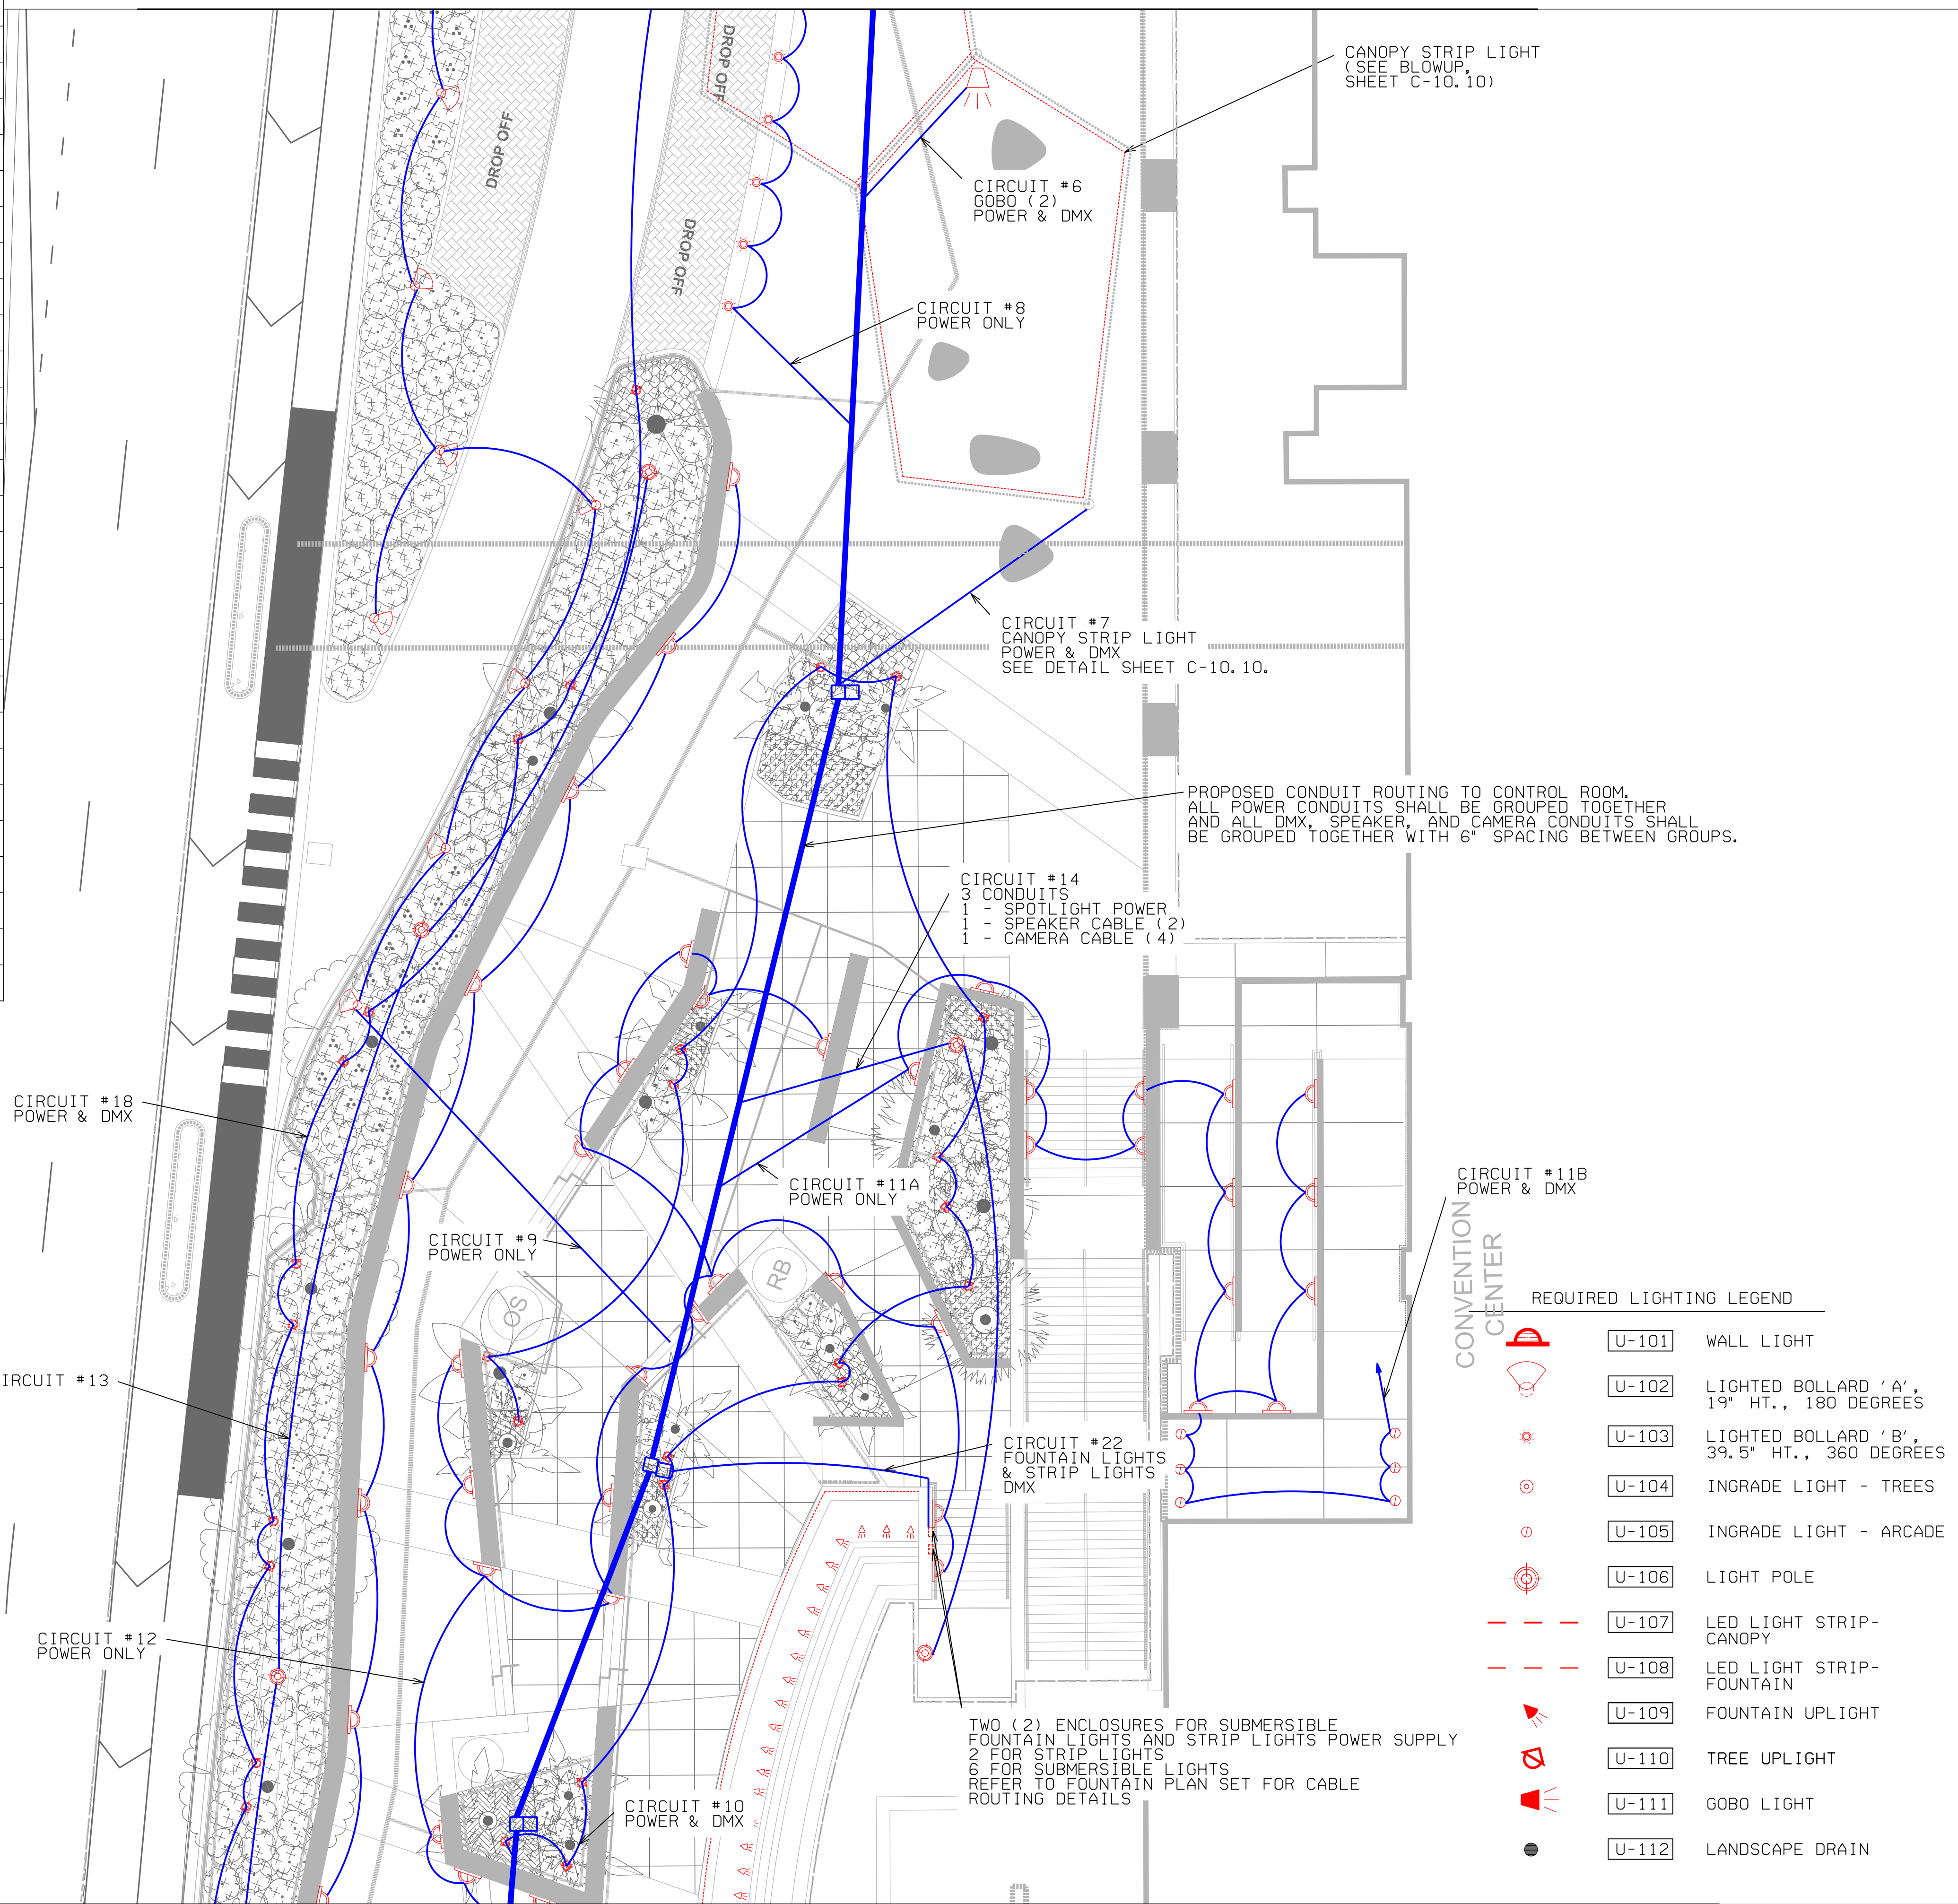 DROP OFF
DROP OFF
DROP OFF
CANOPY STRIP LIGHT
(SEE BLOWUP,
SHEET C-10.10)
CIRCUIT #6
GOBO (2)
POWER & DMX
CIRCUIT #8
POWER ONLY
CIRCUIT #7
CANOPY STRIP LIGHT
POWER & DMX
SEE DETAIL SHEET C-10.10.
PROPOSED CONDUIT ROUTING TO CONTROL ROOM.
ALL POWER CONDUITS SHALL BE GROUPED TOGETHER
AND ALL DMX, SPEAKER, AND CAMERA CONDUITS SHALL
BE GROUPED TOGETHER WITH 6" SPACING BETWEEN GROUPS.
CIRCUIT #14
3 CONDUITS
1 - SPOTLIGHT POWER
1 - SPEAKER CABLE (2)
1 - CAMERA CABLE (4)
CIRCUIT #18
POWER & DMX
CIRCUIT #11A
POWER ONLY
CIRCUIT #11B
POWER & DMX
CIRCUIT #9
POWER ONLY
OS
RB
CONVENTION
CENTER
IRCUIT #13
CIRCUIT #22
FOUNTAIN LIGHTS
& STRIP LIGHTS
DMX
CIRCUIT #12
POWER ONLY
TWO (2) ENCLOSURES FOR SUBMERSIBLE
FOUNTAIN LIGHTS AND STRIP LIGHTS POWER SUPPLY
2 FOR STRIP LIGHTS
6 FOR SUBMERSIBLE LIGHTS
REFER TO FOUNTAIN PLAN SET FOR CABLE
ROUTING DETAILS
CIRCUIT #10
POWER & DMX
REQUIRED LIGHTING LEGEND
U-101 WALL LIGHT
U-102 LIGHTED BOLLARD 'A',
19" HT., 180 DEGREES
U-103 LIGHTED BOLLARD 'B',
39.5" HT., 360 DEGREES
U-104 INGRADE LIGHT - TREES
U-105 INGRADE LIGHT - ARCADE
U-106 LIGHT POLE
U-107 LED LIGHT STRIP-
CANOPY
U-108 LED LIGHT STRIP-
FOUNTAIN
U-109 FOUNTAIN UPLIGHT
U-110 TREE UPLIGHT
U-111 GOBO LIGHT
U-112 LANDSCAPE DRAIN